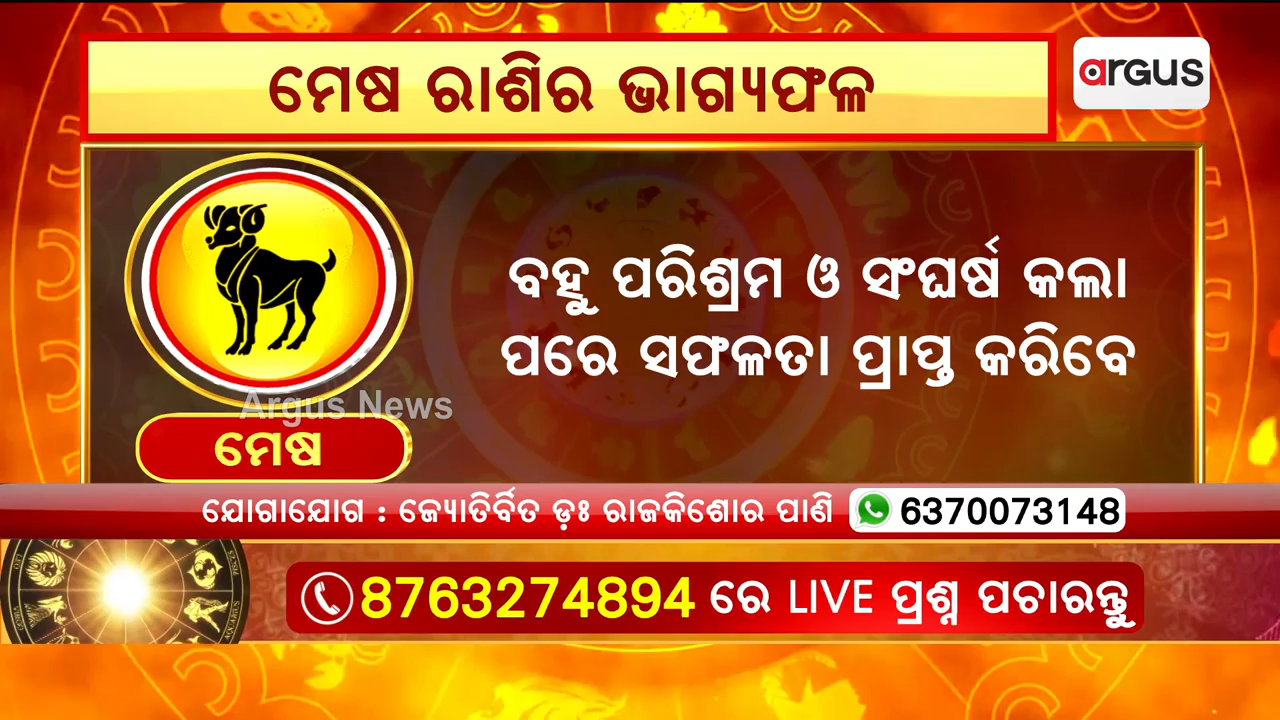 ମେଷ ରାଶିର ଭାଗ୍ୟଫଳ
argus
ବହୁ ପରିଶ୍ରମ ଓ ସଂଘର୍ଷ କଲା
ପରେ ସଫଳତା ପ୍ରାପ୍ତ କରିବେ
Argus News
ମେଷ
ଯୋଗାଯୋଗ : ଜ୍ୟୋତିର୍ବିତ ଡ଼ଃ ରାଜକିଶୋର ପାଣି 6370073148
8763274894 ରେ LIVE ପ୍ରଶ୍ନ ପଚାରନ୍ତୁ